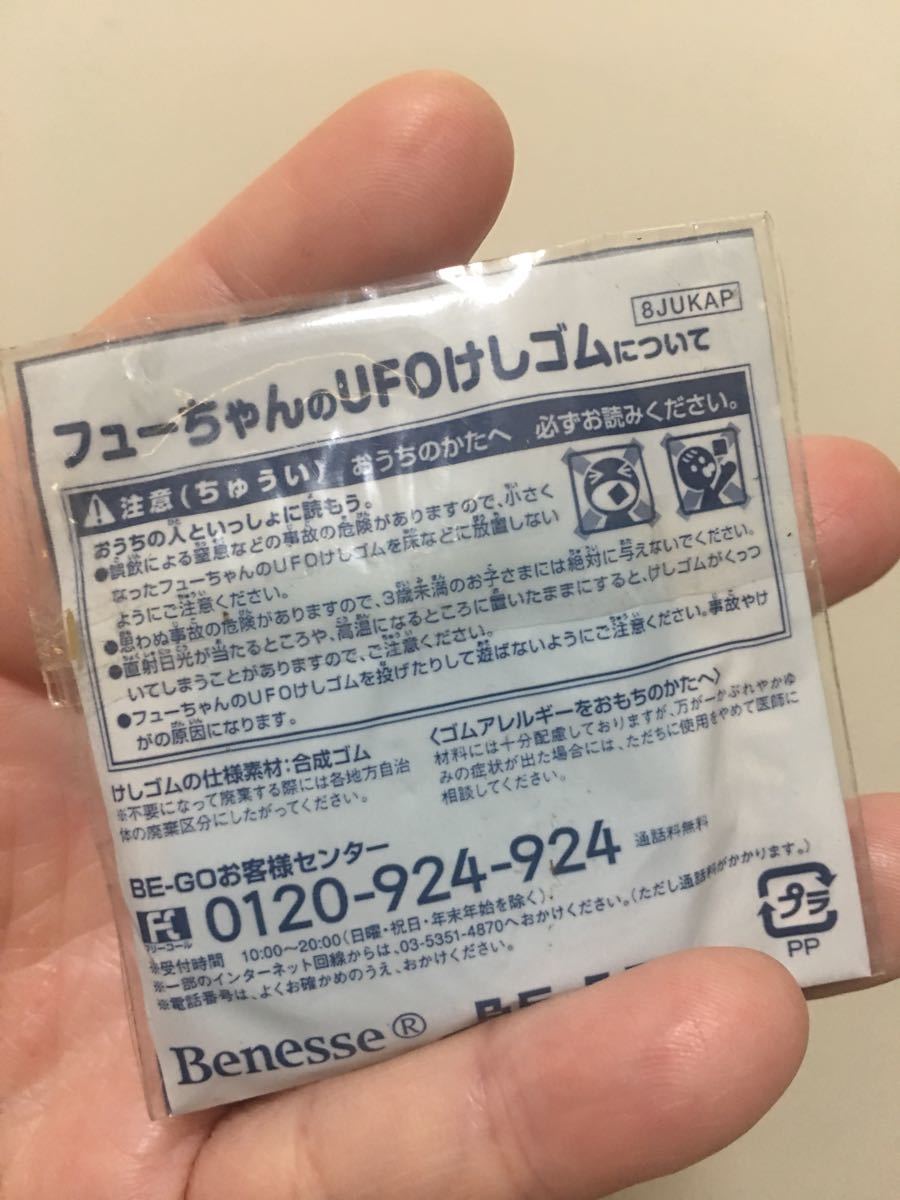 8JUKAP
フューちゃんのUFOけしゴムについて
注意(ちゅうい) おうちのかたへ 必ずお読みください。
おうちの人といっしょに読もう。
●誤飲による窒息などの事故の危険がありますので、小さく
なったフューちゃんのUFOけしゴムを床などに放置しない
ようにご注意ください。
●思わぬ事故の危険がありますので、3歳未満のお子さまには絶対に与えないでください。
●直射日光が当たるところや、高温になるところに置いたままにすると、けしゴムがくっつ
いてしまうことがありますので、ご注意ください。
●フューちゃんのUFOけしゴムを投げたりして遊ばないようにご注意ください。事故やけ
がの原因になります。
けしゴムの仕様素材:合成ゴム
※不要になって廃棄する際には各地方自治
体の廃棄区分にしたがってください。
〈ゴムアレルギーをおもちのかたへ〉
材料には十分配慮しておりますが、万が一かぶれやかゆ
みの症状が出た場合には、ただちに使用をやめて医師に
相談してください。
BE-GOお客様センター
フリーコール
0120-924-924 通話料無料
※受付時間 10:00〜20:00(日曜・祝日・年末年始を除く)
※一部のインターネット回線からは、03-5351-4870へおかけください。(ただし通話料がかかります。)
※電話番号は、よくお確かめのうえ、おかけください。
プラ
PP
Benesse®